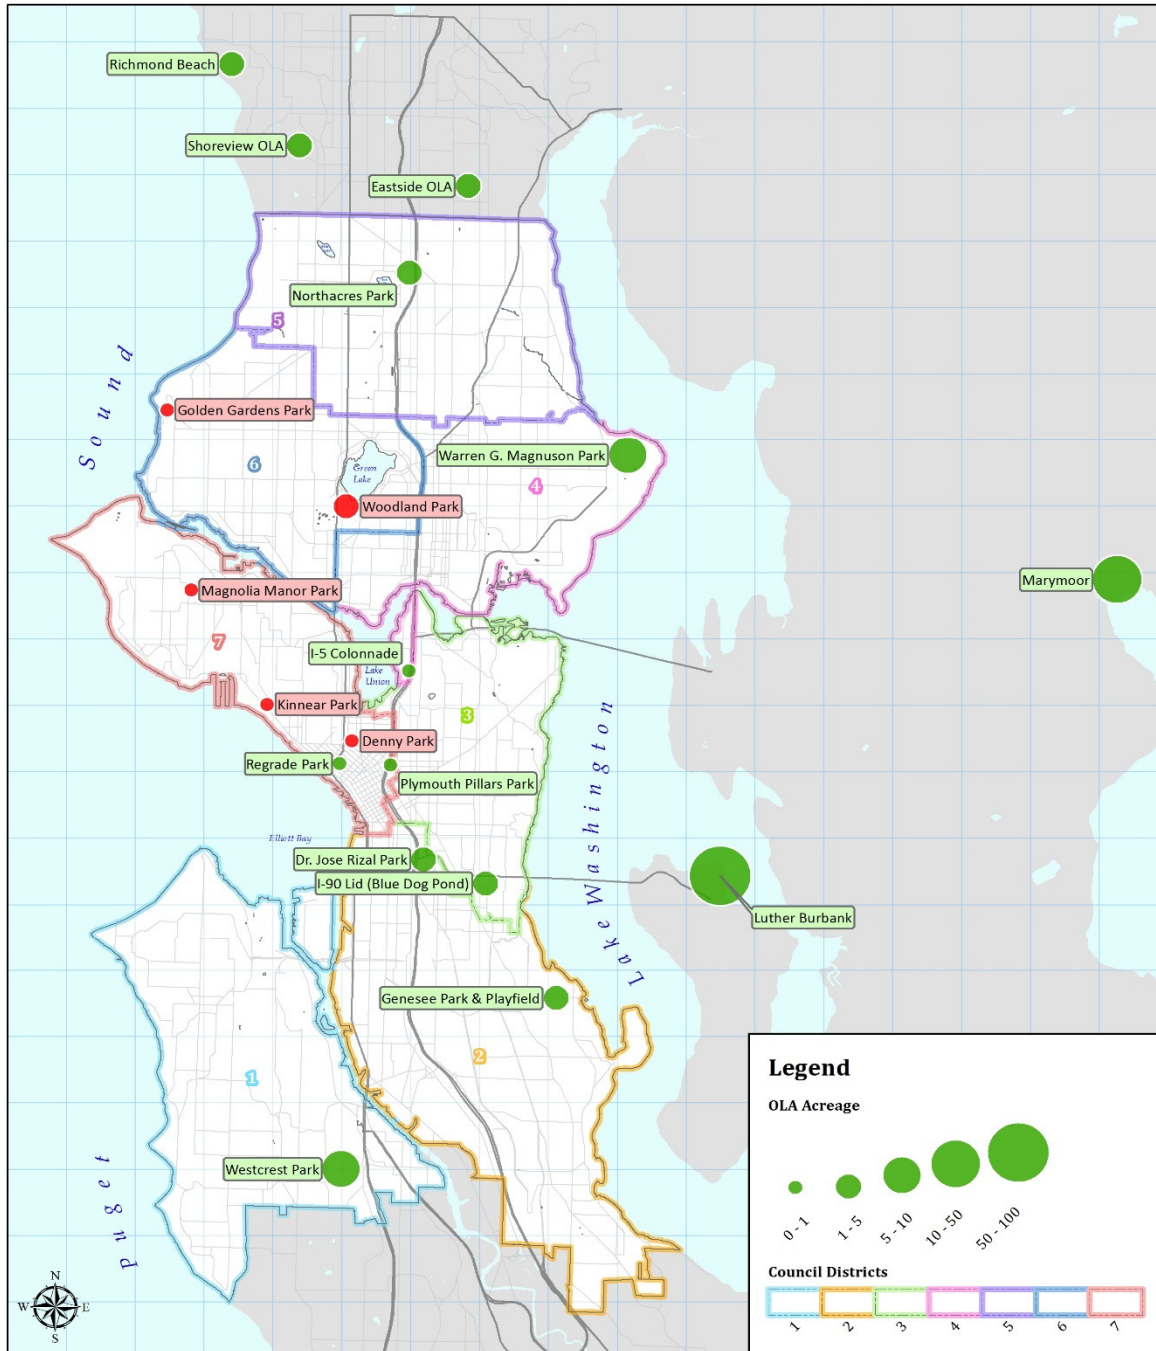 Richmond Beach
Shoreview OLA
Eastside OLA
Northacres Park
5
Sound
Golden Gardens Park
Warren G. Magnuson Park
6
Green
Lake
4
Woodland Park
Marymoor
Magnolia Manor Park
7
I-5 Colonnade
Lake
Union
Kinnear Park
3
Denny Park
Regrade Park
Plymouth Pillars Park
Lake Washington
Elliott Bay
Dr. Jose Rizal Park
I-90 Lid (Blue Dog Pond)
Luther Burbank
Genesee Park & Playfield
2
1
Westcrest Park
Puget
N
W E
S
Legend
OLA Acreage
0 - 1
1 - 5
5 - 10
10 - 50
50 - 100
Council Districts
1 2 3 4 5 6 7